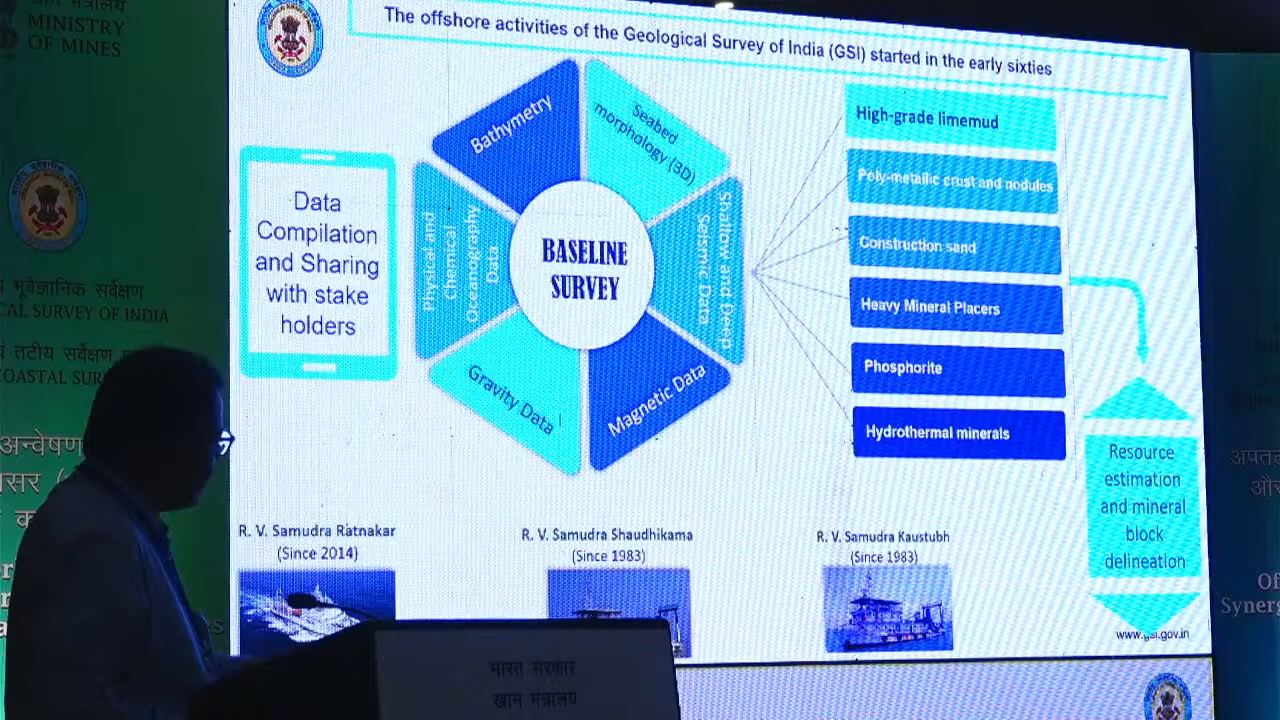 खान मंत्रालय
MINISTRY
OF MINES
भूवैज्ञानिक सर्वेक्षण
CAL SURVEY OF INDIA
तटीय सर्वेक्षण
COASTAL SUR
अन्वेषण
The offshore activities of the Geological Survey of India (GSI) started in the early sixties
Data
Compilation
and Sharing
with stake
holders
Bathymetry
Seabed
morphology (3D)
Shallow and Deep
Seismic Data
Magnetic Data
Gravity Data
Physical and
Chemical
Oceanography
Data
BASELINE
SURVEY
High-grade limemud
Poly-metallic crust and nodules
Construction sand
Heavy Mineral Placers
Phosphorite
Hydrothermal minerals
Resource
estimation
and mineral
block
delineation
R. V. Samudra Ratnakar
(Since 2014)
R. V. Samudra Shaudhikama
(Since 1983)
R. V. Samudra Kaustubh
(Since 1983)
www.gsi.gov.in
भारत सरकार
खान मंत्रालय
Of
Synerg